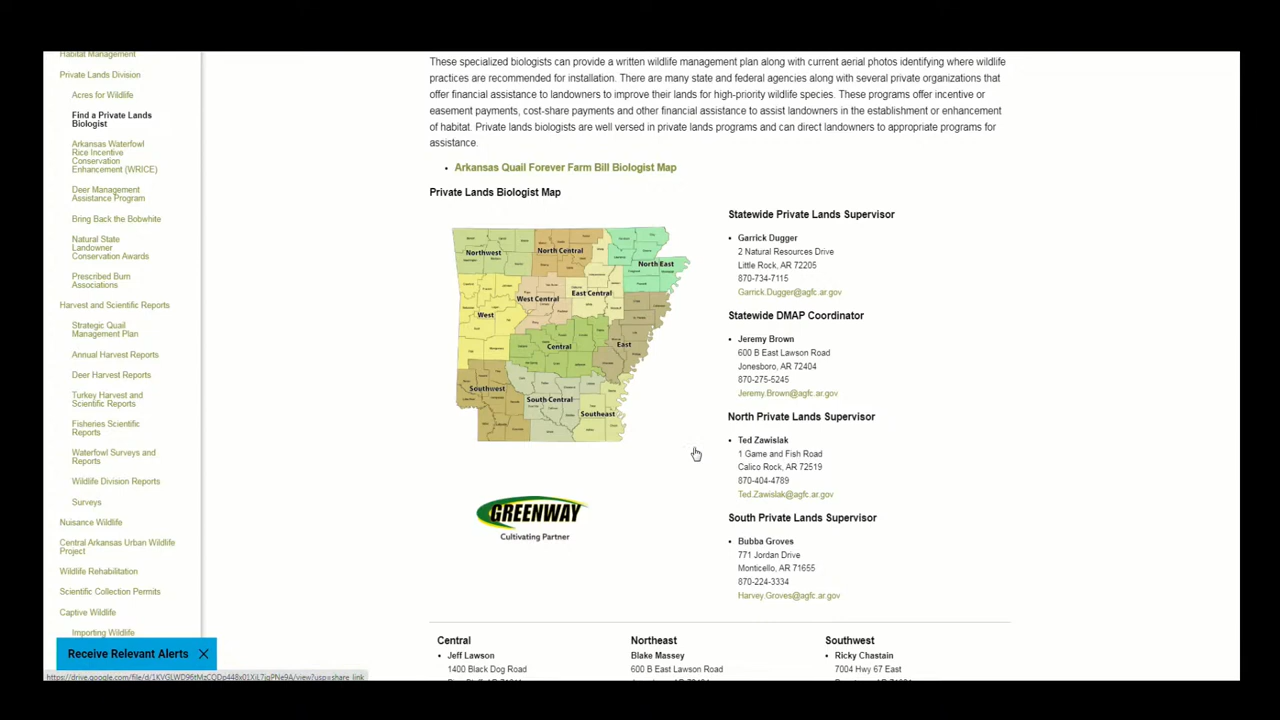 Habitat Management
Private Lands Division
Acres for Wildlife
Find a Private Lands
Biologist
Arkansas Waterfowl
Rice Incentive
Conservation
Enhancement (WRICE)
Deer Management
Assistance Program
Bring Back the Bobwhite
Natural State
Landowner
Conservation Awards
Prescribed Burn
Associations
Harvest and Scientific Reports
Strategic Quail
Management Plan
Annual Harvest Reports
Deer Harvest Reports
Turkey Harvest and
Scientific Reports
Fisheries Scientific
Reports
Waterfowl Surveys and
Reports
Wildlife Division Reports
Surveys
Nuisance Wildlife
Central Arkansas Urban Wildlife
Project
Wildlife Rehabilitation
Scientific Collection Permits
Captive Wildlife
Importing Wildlife
Receive Relevant Alerts
These specialized biologists can provide a written wildlife management plan along with current aerial photos identifying where wildlife
practices are recommended for installation. There are many state and federal agencies along with several private organizations that
offer financial assistance to landowners to improve their lands for high-priority wildlife species. These programs offer incentive or
easement payments, cost-share payments and other financial assistance to assist landowners in the establishment or enhancement
of habitat. Private lands biologists are well versed in private lands programs and can direct landowners to appropriate programs for
assistance.
• Arkansas Quail Forever Farm Bill Biologist Map
Private Lands Biologist Map
Northwest
North Central
North East
West Central
East Central
West
Central
East
Southwest
South Central
Southeast
GREENWAY
Cultivating Partner
Statewide Private Lands Supervisor
• Garrick Dugger
2 Natural Resources Drive
Little Rock, AR 72205
870-734-7115
Garrick.Dugger@agfc.ar.gov
Statewide DMAP Coordinator
• Jeremy Brown
600 B East Lawson Road
Jonesboro, AR 72404
870-275-5245
Jeremy.Brown@agfc.ar.gov
North Private Lands Supervisor
• Ted Zawislak
1 Game and Fish Road
Calico Rock, AR 72519
870-404-4789
Ted.Zawislak@agfc.ar.gov
South Private Lands Supervisor
• Bubba Groves
771 Jordan Drive
Monticello, AR 71655
870-224-3334
Harvey.Groves@agfc.ar.gov
Central
• Jeff Lawson
1400 Black Dog Road
Northeast
Blake Massey
600 B East Lawson Road
Southwest
• Ricky Chastain
7004 Hwy 67 East